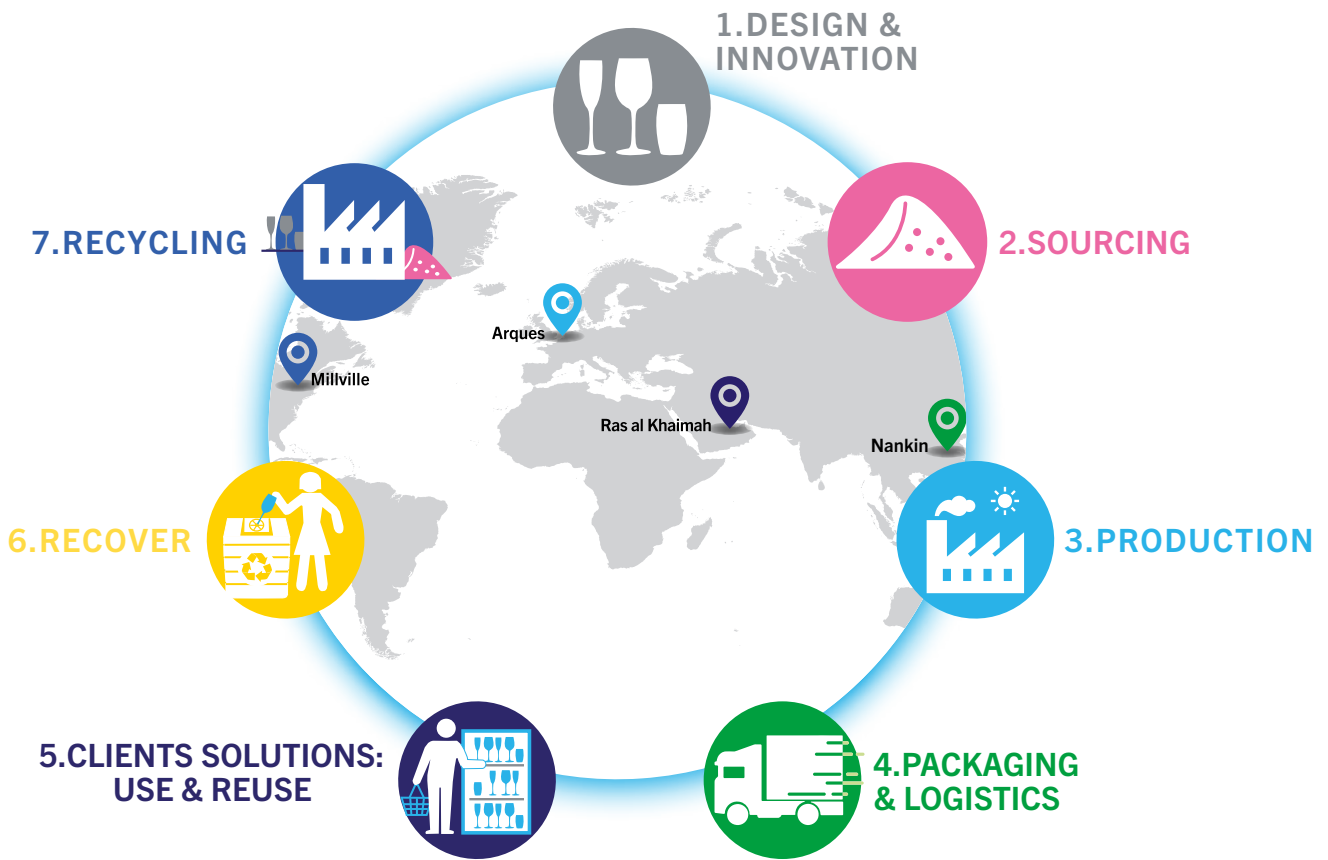 1.DESIGN &
INNOVATION
7.RECYCLING
2.SOURCING
Arques
Millville
Ras al Khaimah
Nankin
6.RECOVER
3.PRODUCTION
5.CLIENTS SOLUTIONS:
USE & REUSE
4.PACKAGING
& LOGISTICS